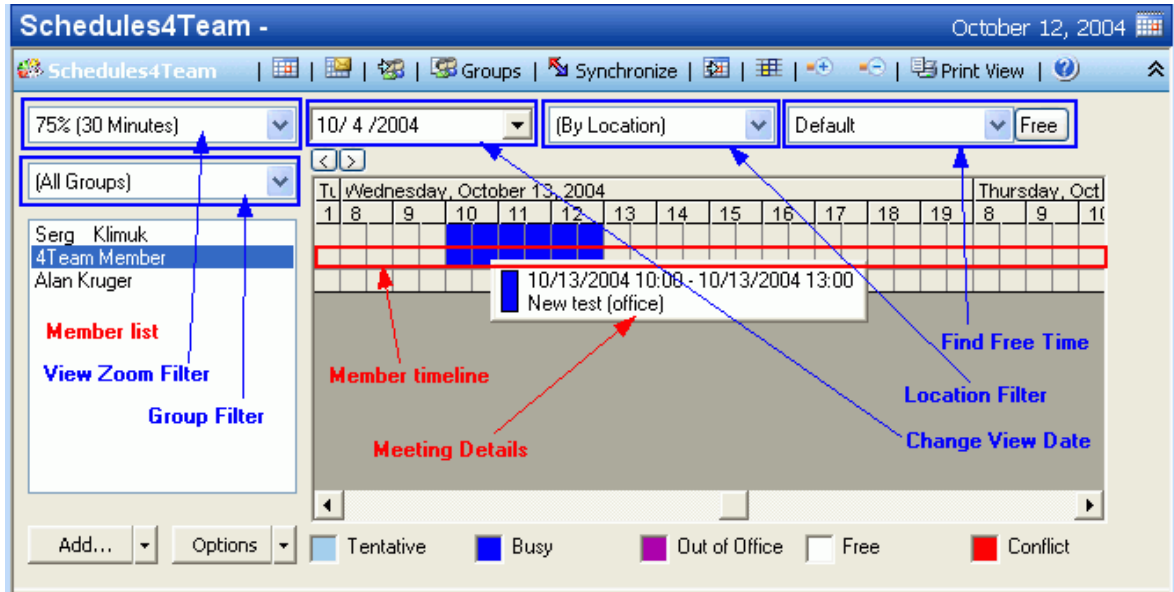 Schedules4Team -
October 12, 2004
Schedules4Team
Groups
Synchronize
Print View
75% (30 Minutes)
10/ 4 /2004
(By Location)
Default
Free
(All Groups)
Tu
Wednesday, October 13, 2004
Thursday, Oct
1 8 9 10 11 12 13 14 15 16 17 18 19 8 9 10
Serg Klimuk
4Team Member
Alan Kruger
10/13/2004 10:00 - 10/13/2004 13:00
New test (office)
Member list
View Zoom Filter
Group Filter
Member timeline
Meeting Details
Find Free Time
Location Filter
Change View Date
Add...
Options
Tentative
Busy
Out of Office
Free
Conflict